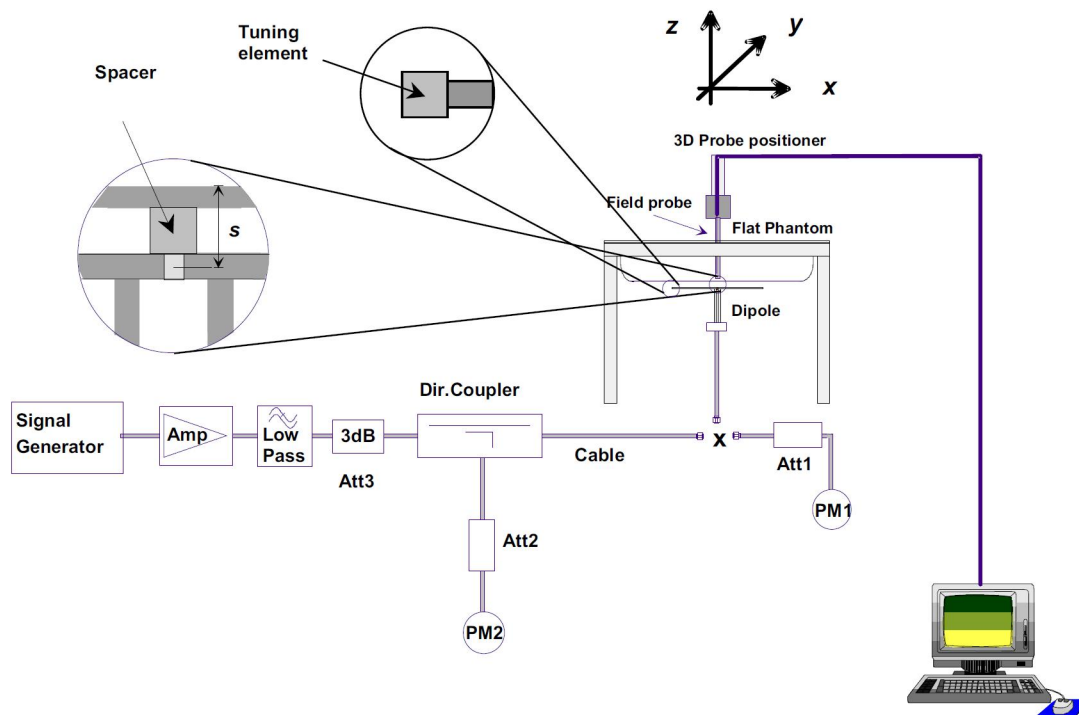 Tuning
element
Spacer
s
z
y
x
3D Probe positioner
Field probe
Flat Phantom
Dipole
Dir.Coupler
Signal
Generator
Amp
Low
Pass
3dB
Att3
Cable
x
Att1
PM1
Att2
PM2